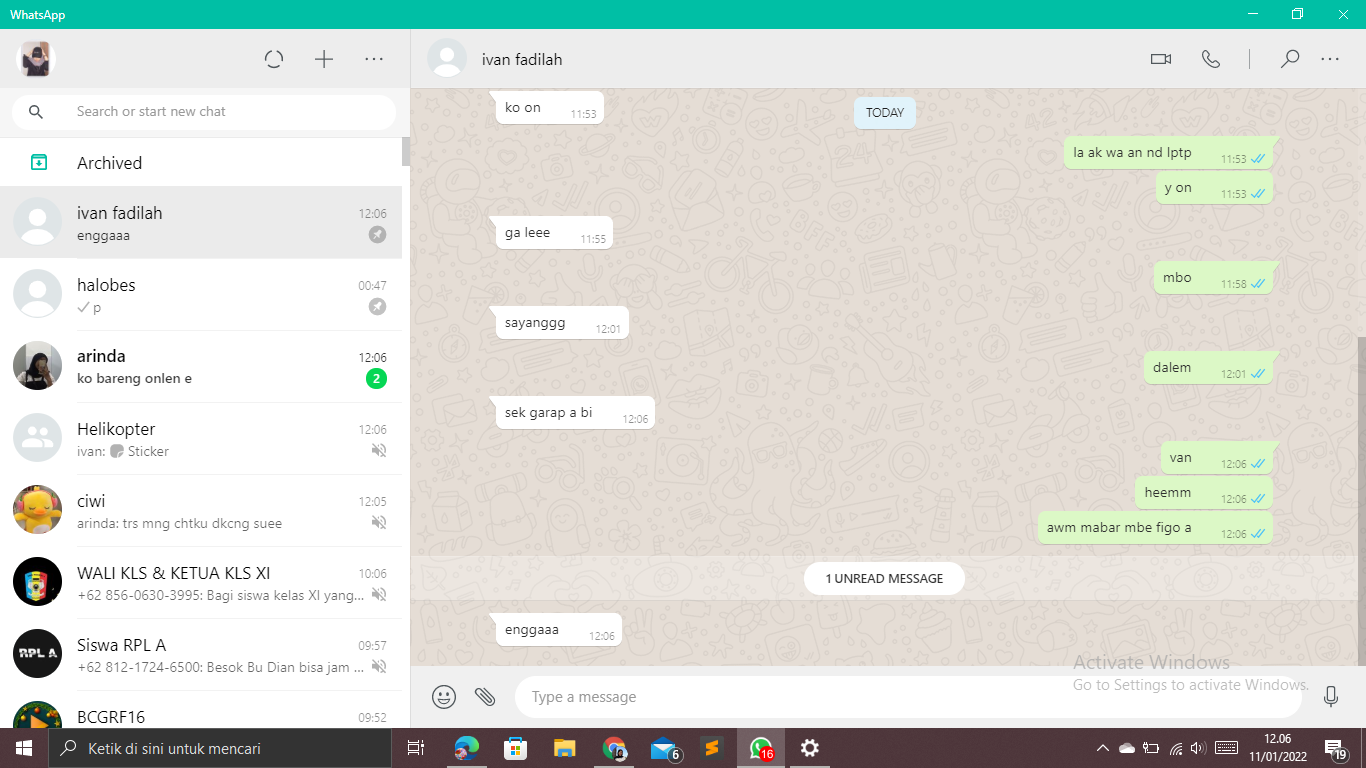 WhatsApp
Search or start new chat
Archived
ivan fadilah 12:06
enggaaa
halobes 00:47
p
arinda 12:06
ko bareng onlen e 2
Helikopter 12:06
ivan: Sticker
ciwi 12:05
arinda: trs mng chtku dkcng suee
WALI KLS & KETUA KLS XI 10:06
+62 856-0630-3995: Bagi siswa kelas XI yang...
RPL A
Siswa RPL A 09:57
+62 812-1724-6500: Besok Bu Dian bisa jam ...
BCGRF16 09:52
ivan fadilah
ko on 11:53
TODAY
la ak wa an nd lptp 11:53
y on 11:53
ga leee 11:55
mbo 11:58
sayanggg 12:01
dalem 12:01
sek garap a bi 12:06
van 12:06
heemm 12:06
awm mabar mbe figo a 12:06
1 UNREAD MESSAGE
enggaaa 12:06
Activate Windows
Go to Settings to activate Windows.
Type a message
Ketik di sini untuk mencari
6
16
12.06
11/01/2022
19